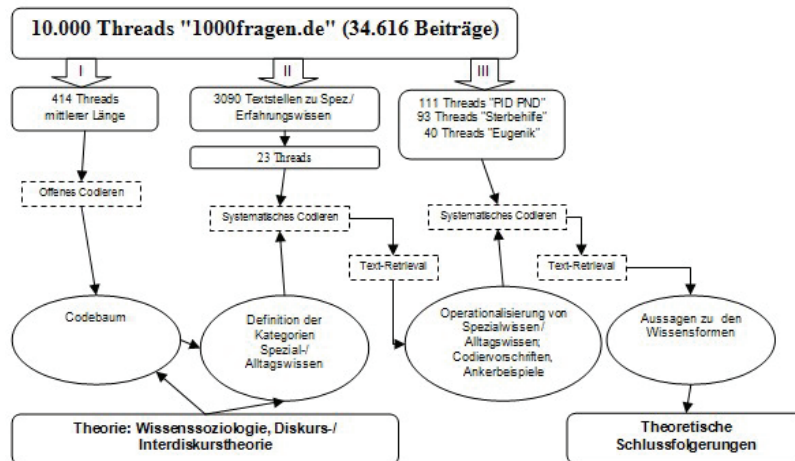 10.000 Threads "1000fragen.de" (34.616 Beiträge)
I
II
III
414 Threads
mittlerer Länge
3090 Textstellen zu Spez./
Erfahrungswissen
111 Threads "PID PND"
93 Threads "Sterbehilfe"
40 Threads "Eugenik"
23 Threads
Offenes Codieren
Systematisches Codieren
Systematisches Codieren
Text-Retrieval
Text-Retrieval
Codebaum
Definition der
Kategorien
Spezial-/
Alltagswissen
Operationalisierung von
Spezialwissen/
Alltagswissen;
Codiervorschriften,
Ankerbeispiele
Aussagen zu den
Wissensformen
Theorie: Wissenssoziologie, Diskurs-/
Interdiskurstheorie
Theoretische
Schlussfolgerungen